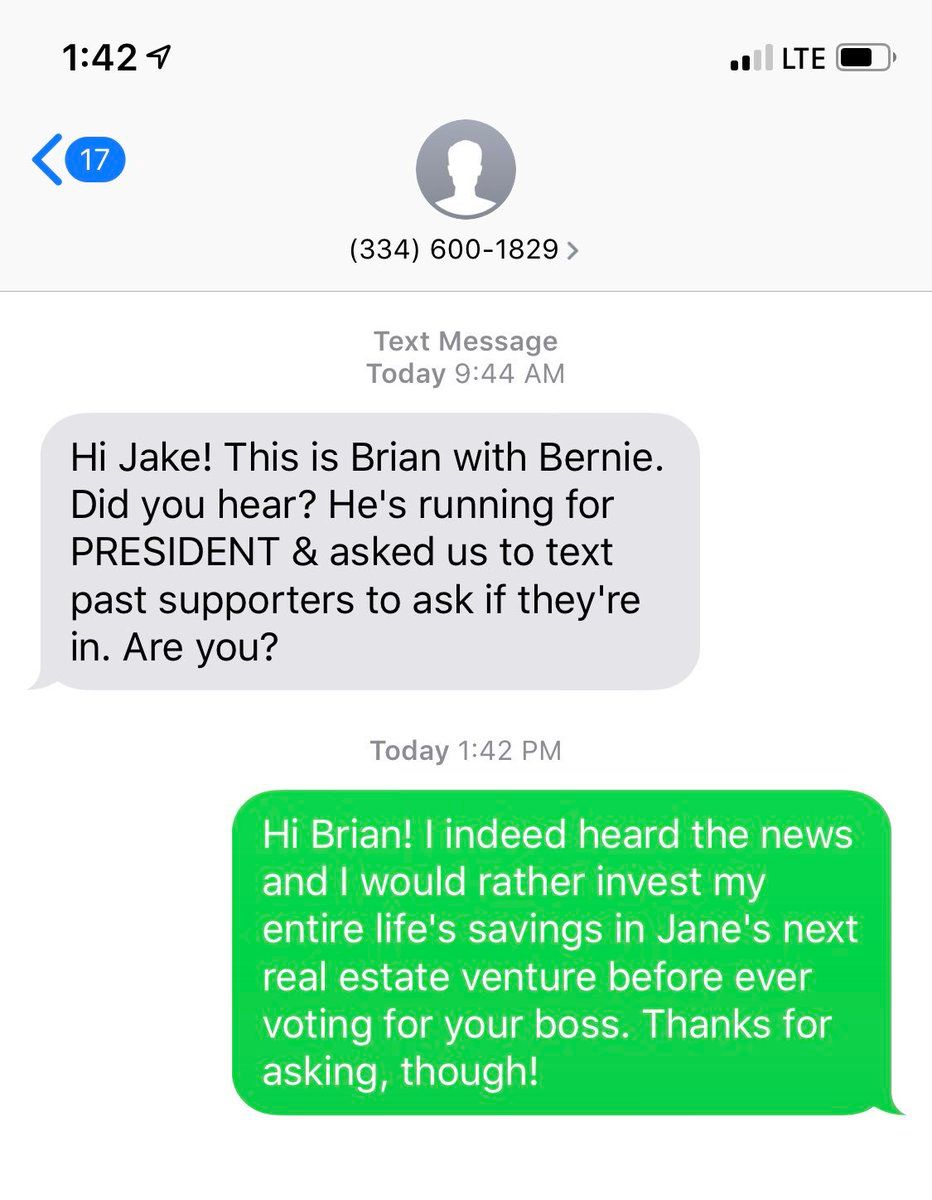 1:42
LTE
17
(334) 600-1829
Text Message
Today 9:44 AM
Hi Jake! This is Brian with Bernie.
Did you hear? He's running for
PRESIDENT & asked us to text
past supporters to ask if they're
in. Are you?
Today 1:42 PM
Hi Brian! I indeed heard the news
and I would rather invest my
entire life's savings in Jane's next
real estate venture before ever
voting for your boss. Thanks for
asking, though!